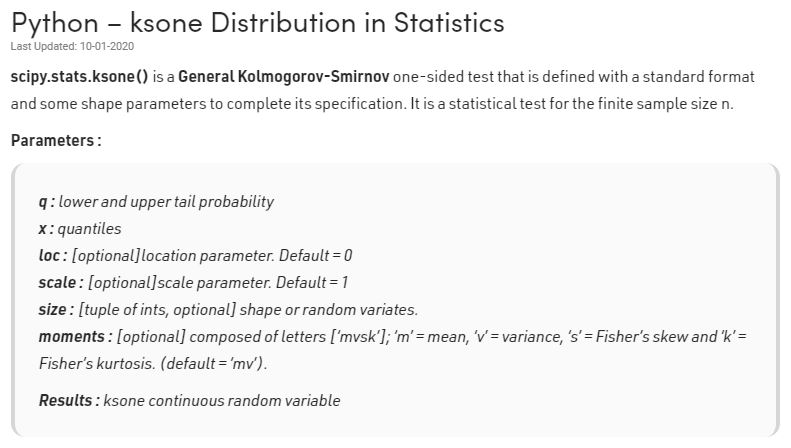 Python – ksone Distribution in Statistics
Last Updated: 10-01-2020
scipy.stats.ksone() is a General Kolmogorov-Smirnov one-sided test that is defined with a standard format
and some shape parameters to complete its specification. It is a statistical test for the finite sample size n.
Parameters :
q : lower and upper tail probability
x : quantiles
loc : [optional]location parameter. Default = 0
scale : [optional]scale parameter. Default = 1
size : [tuple of ints, optional] shape or random variates.
moments : [optional] composed of letters [‘mvsk’]; ‘m’ = mean, ‘v’ = variance, ‘s’ = Fisher’s skew and ‘k’ =
Fisher’s kurtosis. (default = ‘mv’).
Results : ksone continuous random variable